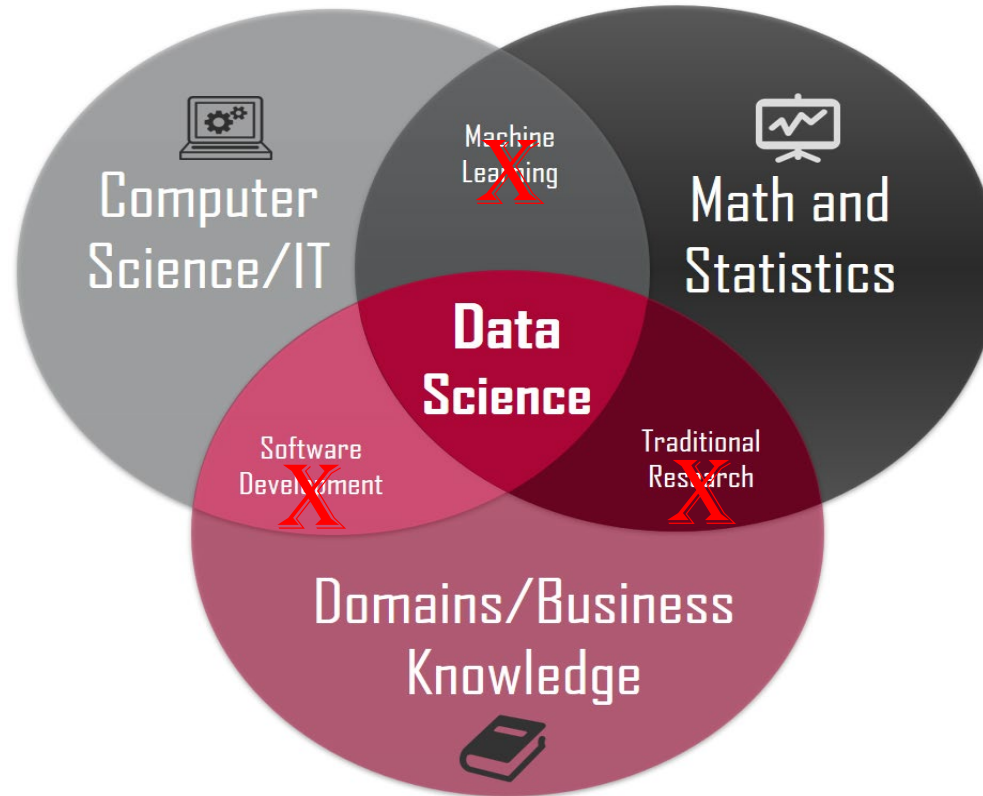 Machine
Learning
X
Computer
Science/IT
Math and
Statistics
Data
Science
Software
Development
X
Traditional
Research
X
Domains/Business
Knowledge